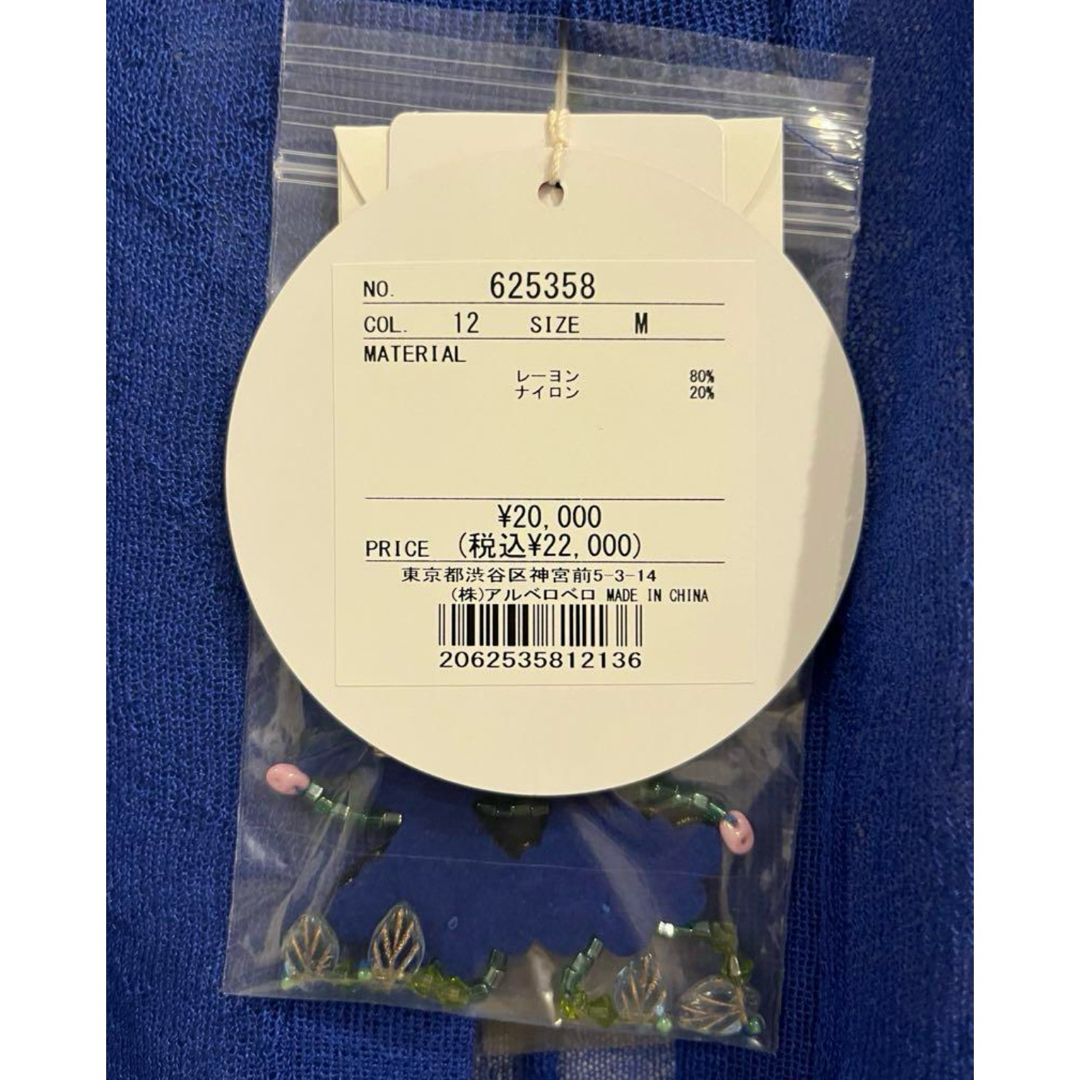 NO. 625358
COL. 12 SIZE M
MATERIAL
レーヨン 80%
ナイロン 20%
¥20,000
PRICE (税込¥22,000)
東京都渋谷区神宮前5-3-14
(株)アルベロベロ MADE IN CHINA
2062535812136